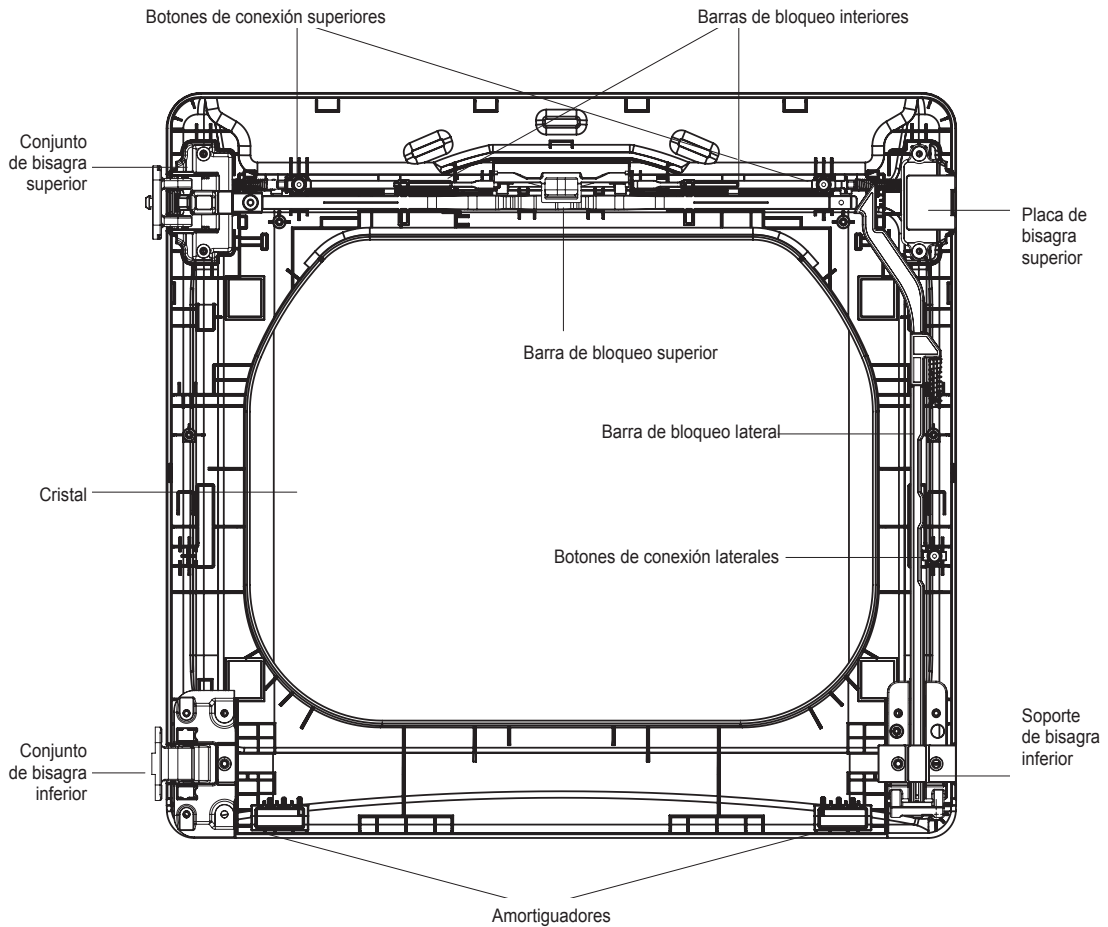 Botones de conexión superiores
Barras de bloqueo interiores
Conjunto
de bisagra
superior
Placa de
bisagra
superior
Barra de bloqueo superior
Barra de bloqueo lateral
Cristal
Botones de conexión laterales
Conjunto
de bisagra
inferior
Soporte
de bisagra
inferior
Amortiguadores